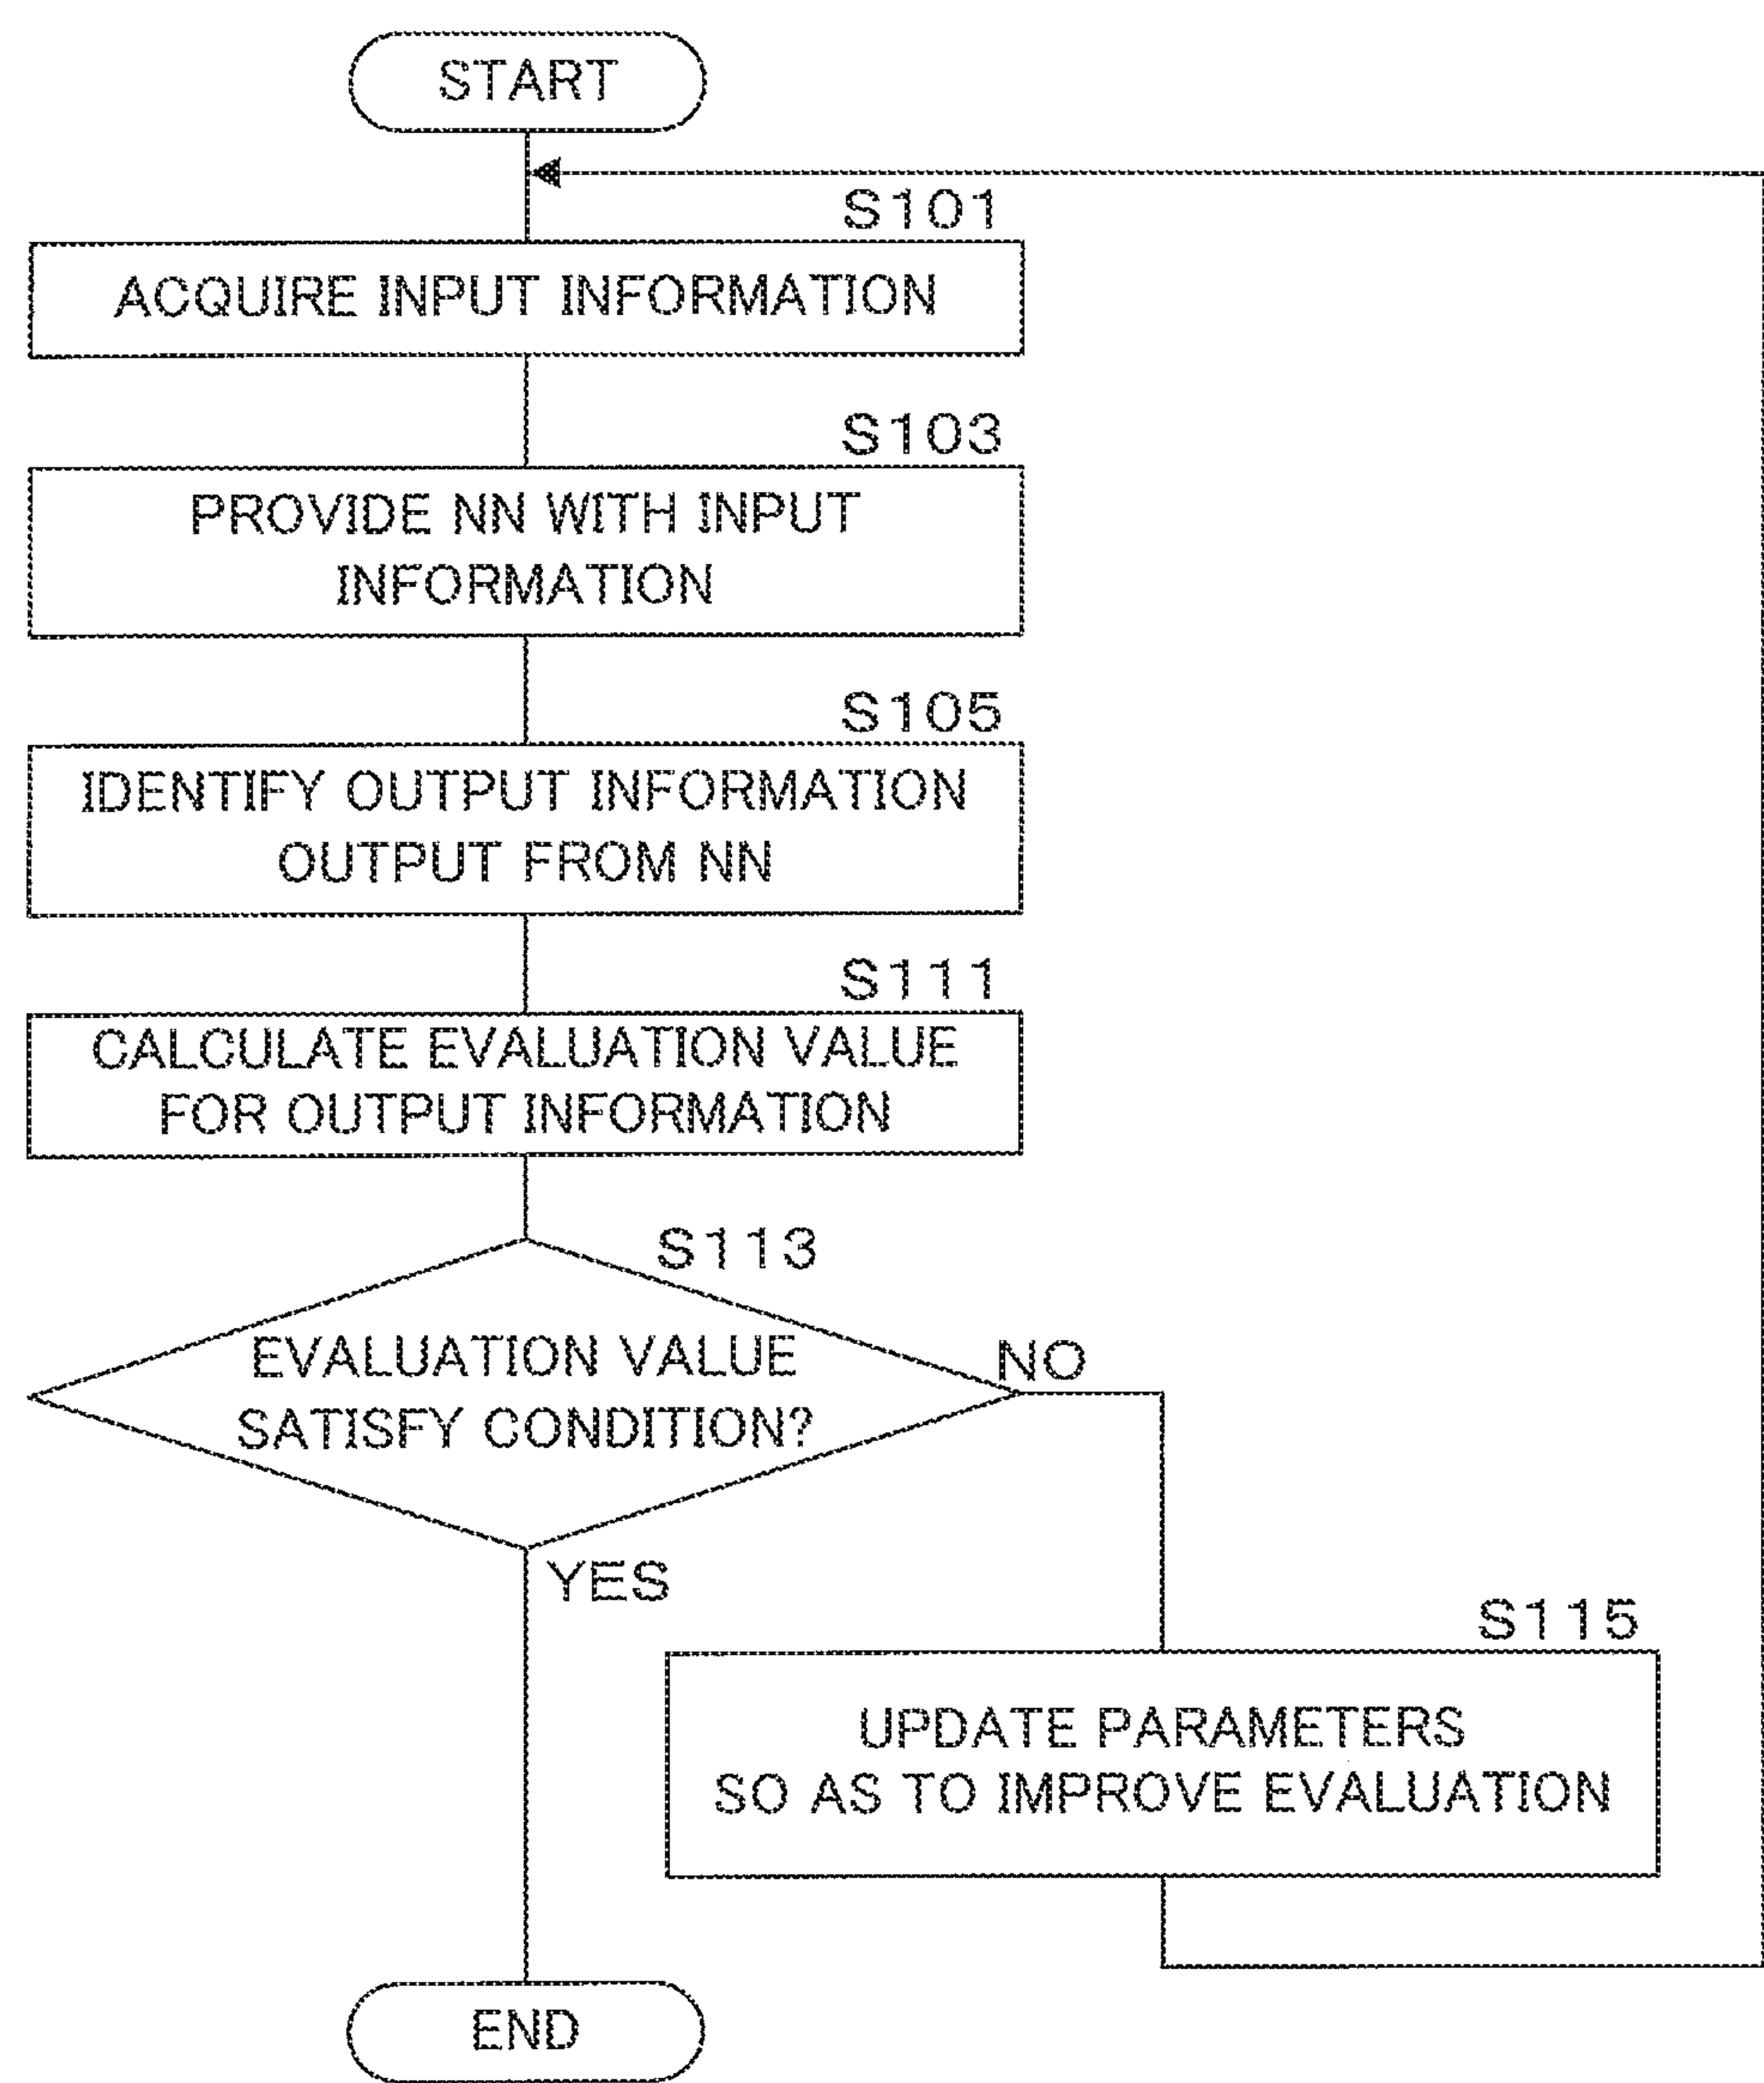 START
S101
ACQUIRE INPUT INFORMATION
S103
PROVIDE NN WITH INPUT
INFORMATION
S105
IDENTIFY OUTPUT INFORMATION
OUTPUT FROM NN
S111
CALCULATE EVALUATION VALUE
FOR OUTPUT INFORMATION
S113
EVALUATION VALUE
SATISFY CONDITION?
NO
YES
S115
UPDATE PARAMETERS
SO AS TO IMPROVE EVALUATION
END